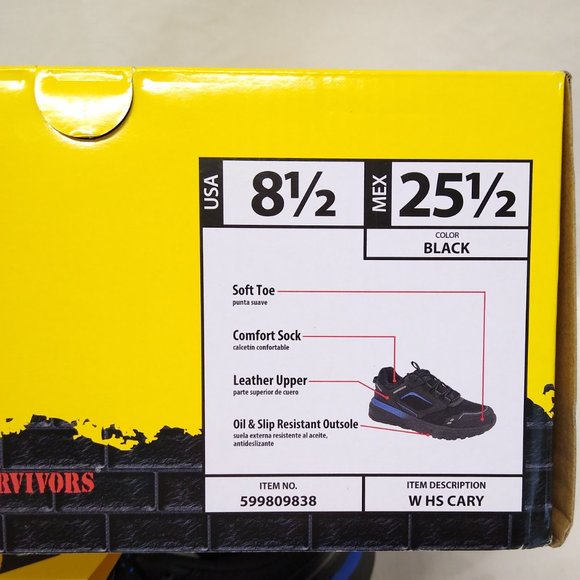 USA 8½ MEX 25½
COLOR
BLACK
Soft Toe
punta suave
Comfort Sock
calcetín confortable
Leather Upper
parte superior de cuero
Oil & Slip Resistant Outsole
suela externa resistente al aceite,
antideslizante
RVIVORS
ITEM NO. ITEM DESCRIPTION
599809838 W HS CARY